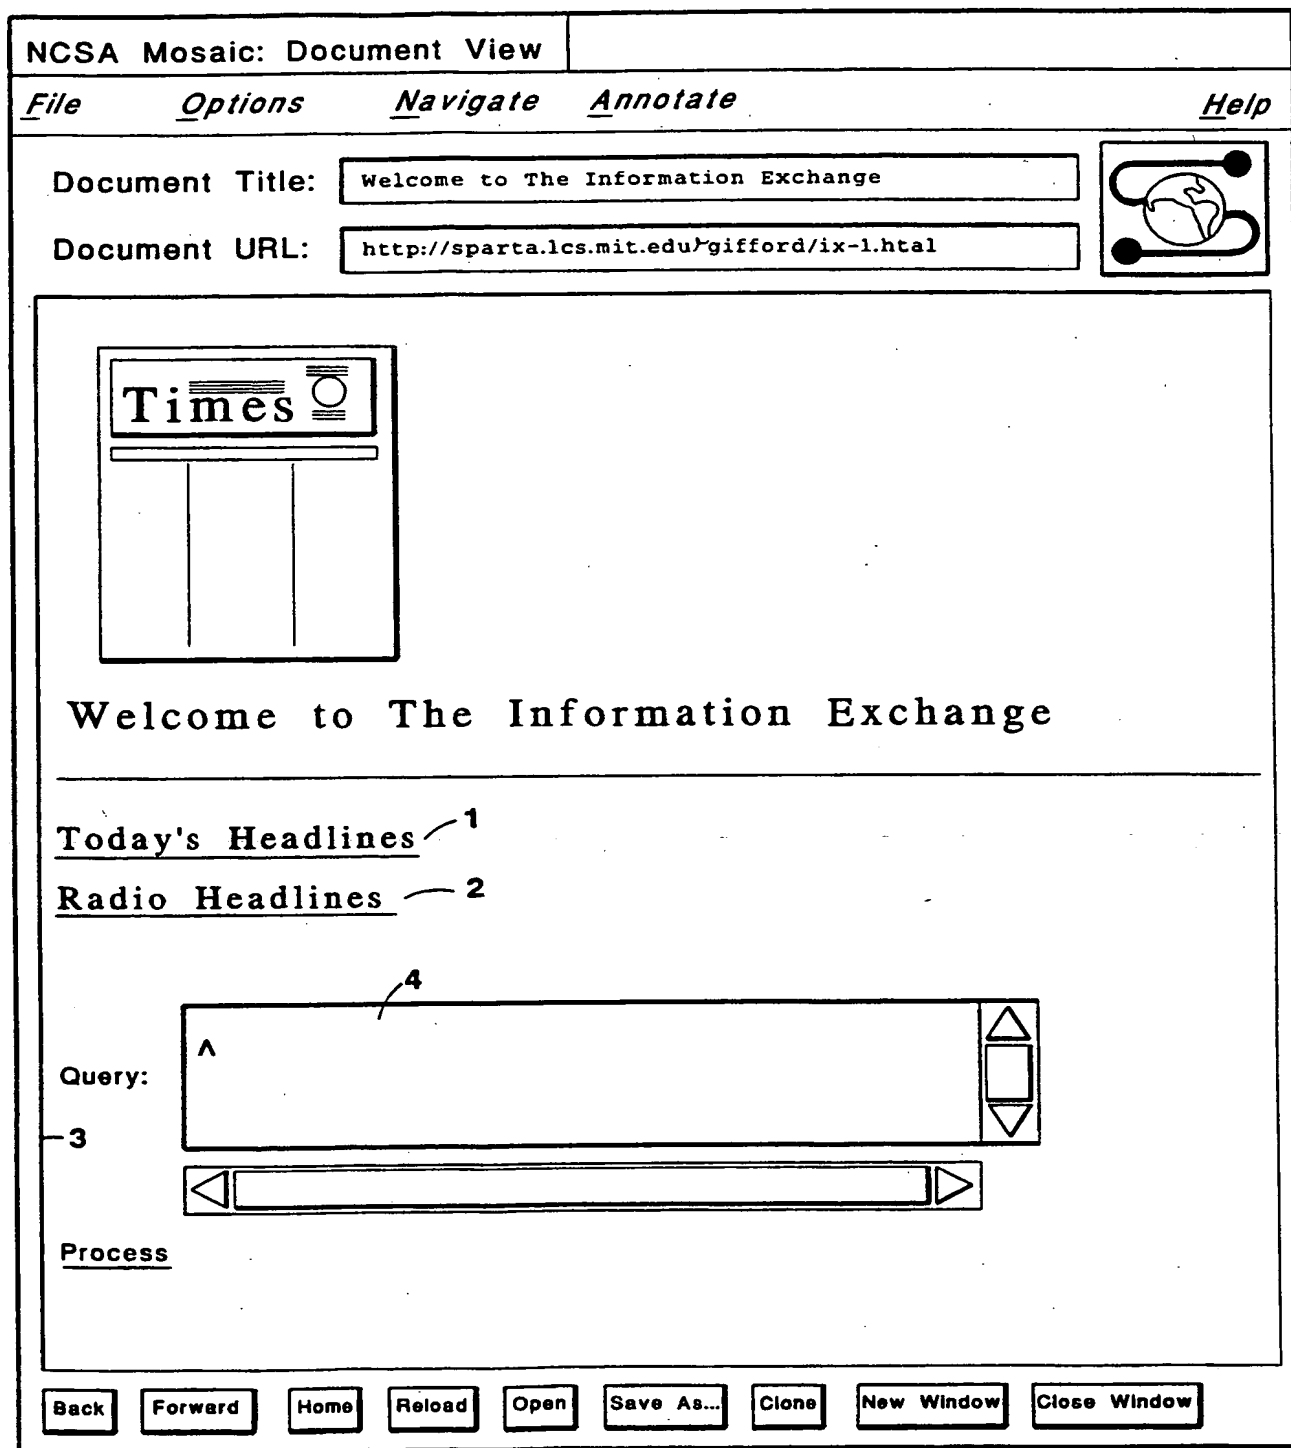 NCSA Mosaic: Document View
File Options Navigate Annotate Help
Document Title: Welcome to The Information Exchange
Document URL: http://sparta.lcs.mit.edu/~gifford/ix-1.htal
Times
Welcome to The Information Exchange
Today's Headlines 1
Radio Headlines 2
4
^
Query:
3
Process
Back Forward Home Reload Open Save As... Clone New Window Close Window